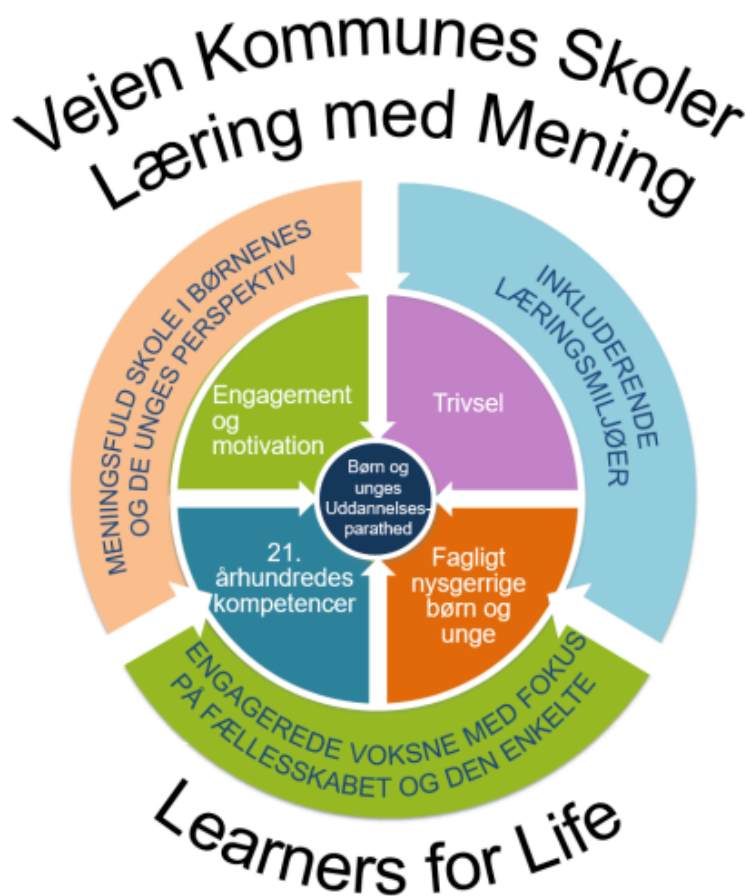 Vejen Kommunes Skoler
Læring med Mening
MENIINGSFULD SKOLE I BØRNENES
OG DE UNGES PERSPEKTIV
INKLUDERENDE
LÆRINGSMILJØER
Engagement
og
motivation
Trivsel
Børn og
unges
Uddannelses-
parathed
21.
århundredes
kompetencer
Fagligt
nysgerrige
børn og
unge
ENGAGEREDE VOKSNE MED FOKUS
PÅ FÆLLESSKABET OG DEN ENKELTE
Learners for Life